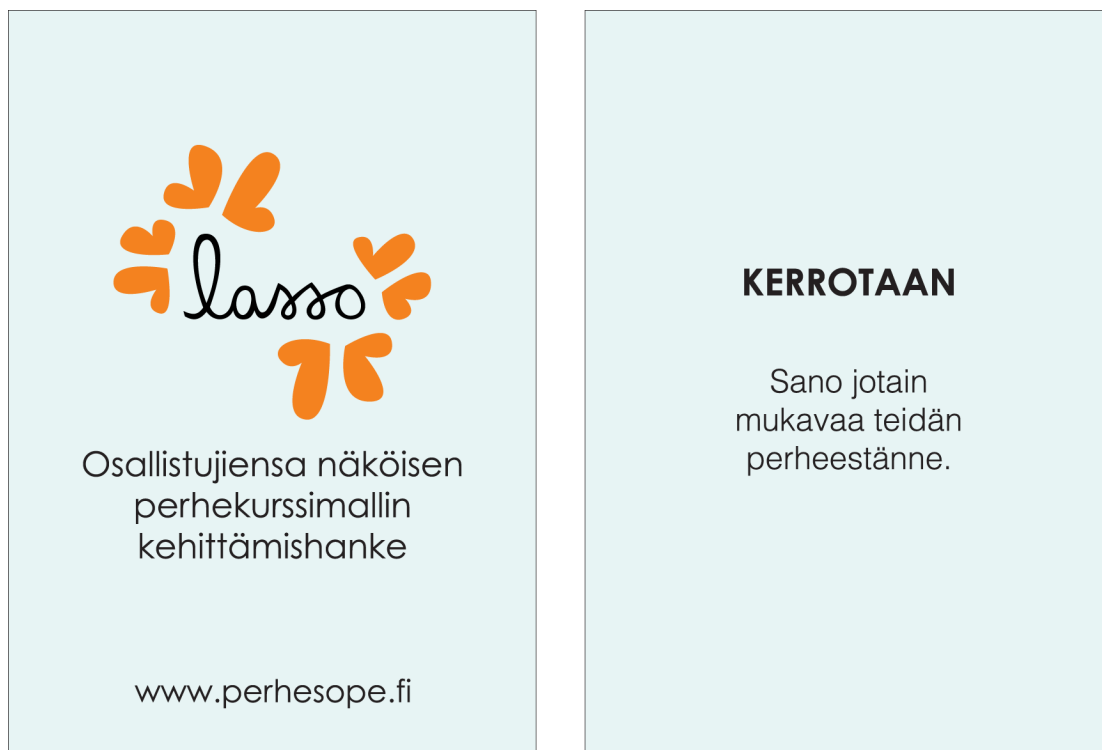 lasso
Osallistujiensa näköisen
perhekurssimallin
kehittämishanke
www.perhesope.fi
KERROTAAN
Sano jotain
mukavaa teidän
perheestänne.